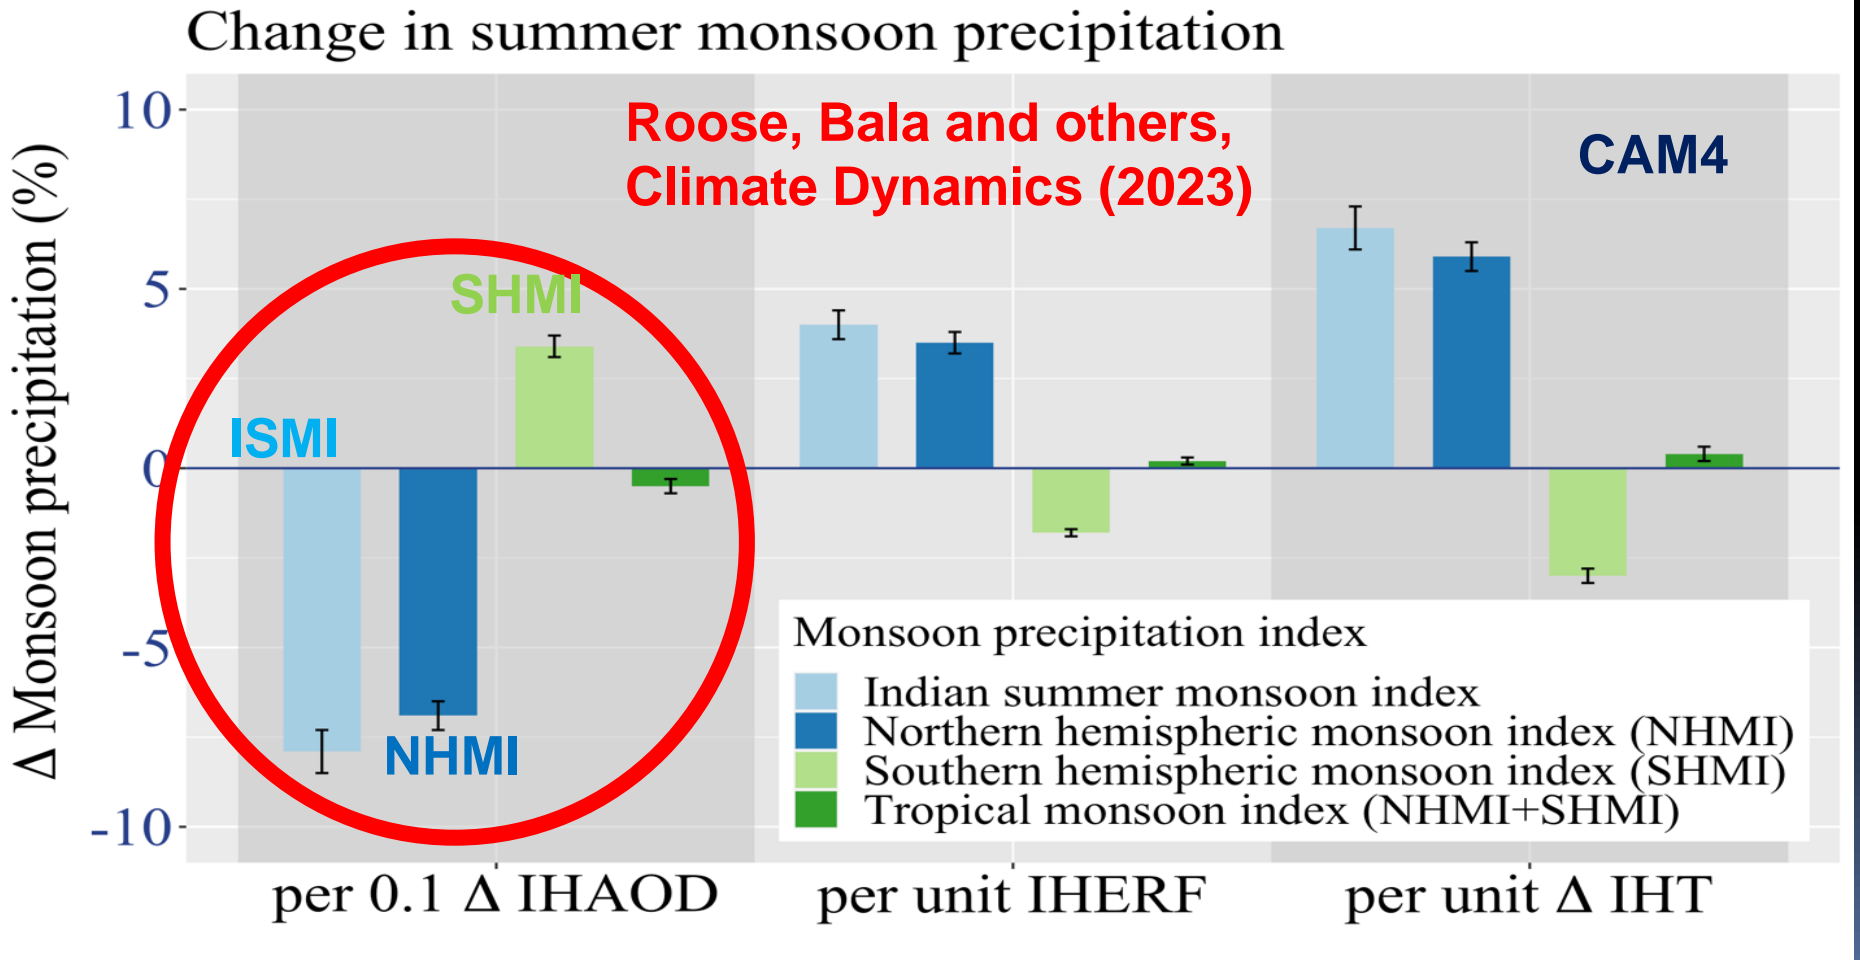 Change in summer monsoon precipitation
Δ Monsoon precipitation (%)
10
5
0
-5
-10
Roose, Bala and others,
Climate Dynamics (2023)
CAM4
SHMI
ISMI
NHMI
Monsoon precipitation index
Indian summer monsoon index
Northern hemispheric monsoon index (NHMI)
Southern hemispheric monsoon index (SHMI)
Tropical monsoon index (NHMI+SHMI)
per 0.1 Δ IHAOD
per unit IHERF
per unit Δ IHT